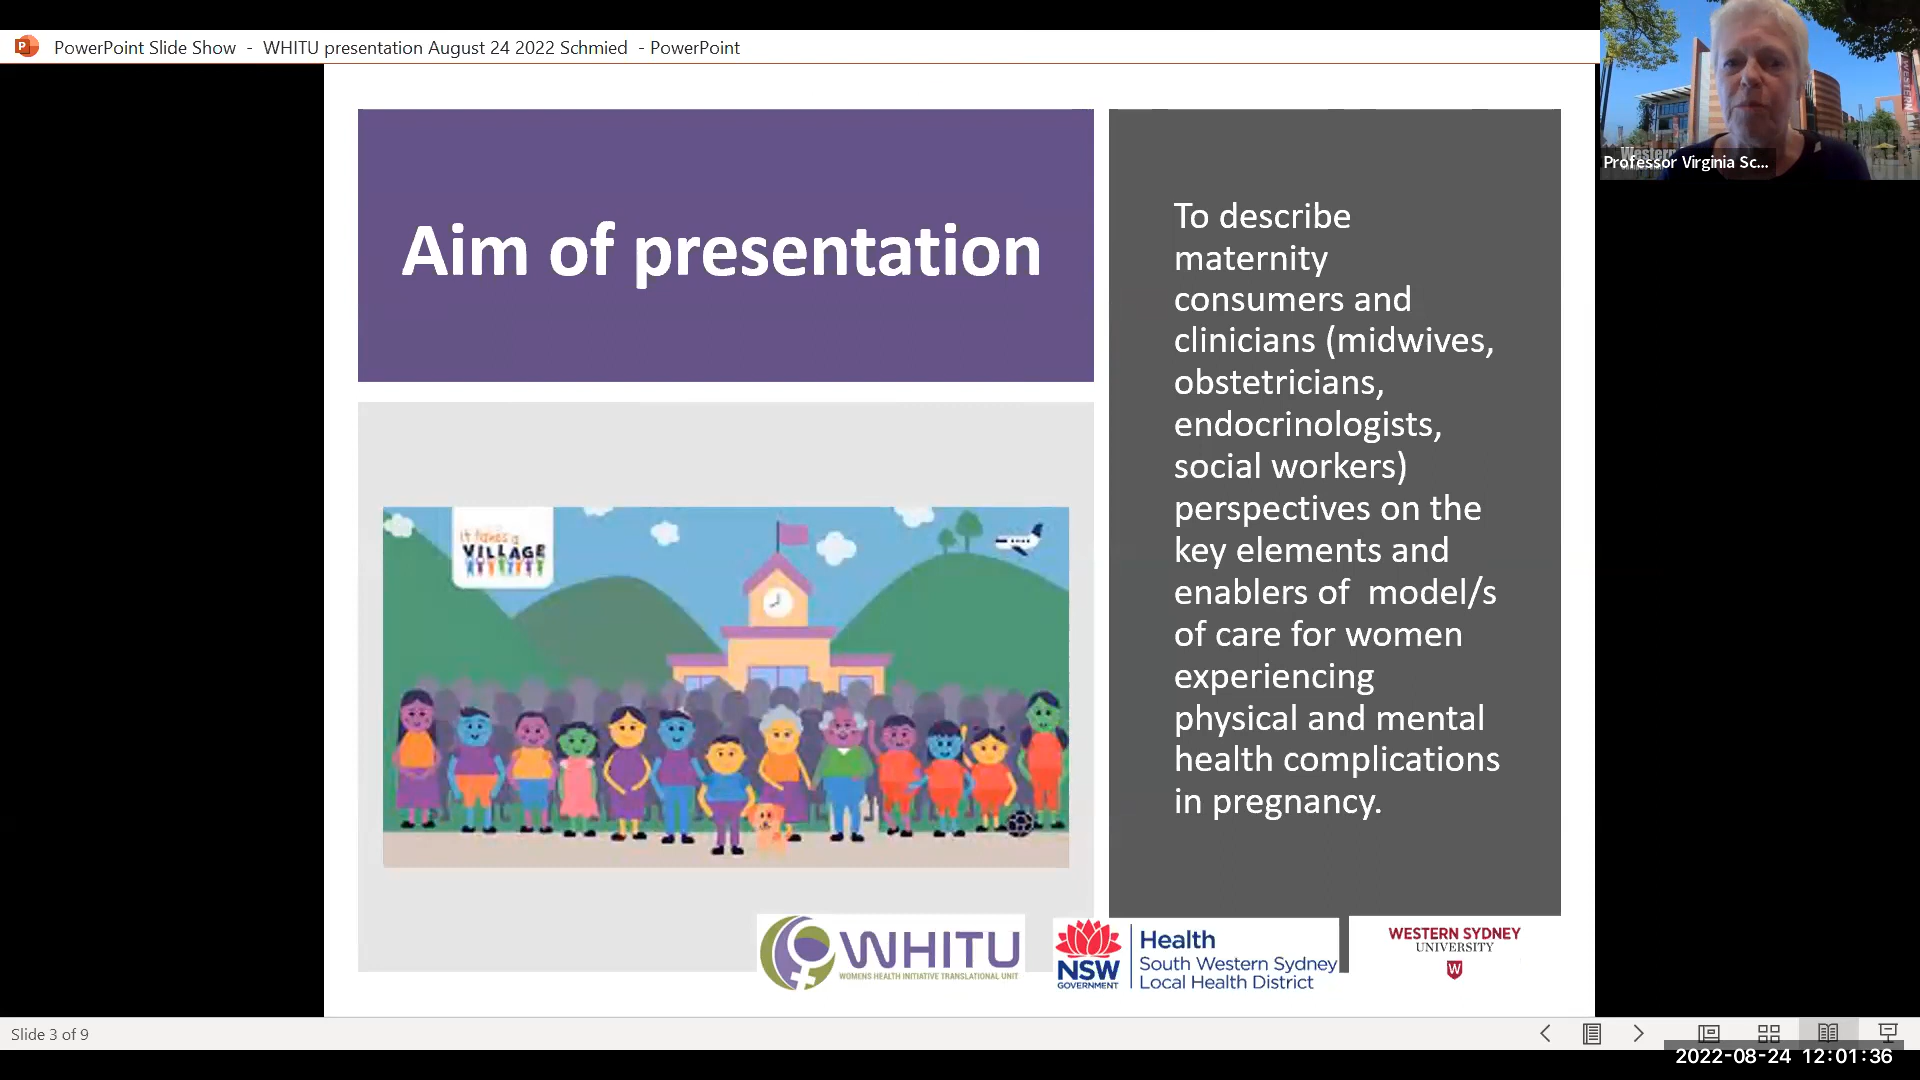 PowerPoint Slide Show - WHITU presentation August 24 2022 Schmied - PowerPoint
Professor Virginia Sc...
WESTERN
Western
Aim of presentation
To describe
maternity
consumers and
clinicians (midwives,
obstetricians,
endocrinologists,
social workers)
perspectives on the
key elements and
enablers of model/s
of care for women
experiencing
physical and mental
health complications
in pregnancy.
it takes a
VILLAGE
WHITU
WOMENS HEALTH INITIATIVE TRANSLATIONAL UNIT
NSW
GOVERNMENT
Health
South Western Sydney
Local Health District
WESTERN SYDNEY
UNIVERSITY
W
Slide 3 of 9
2022-08-24 12:01:36